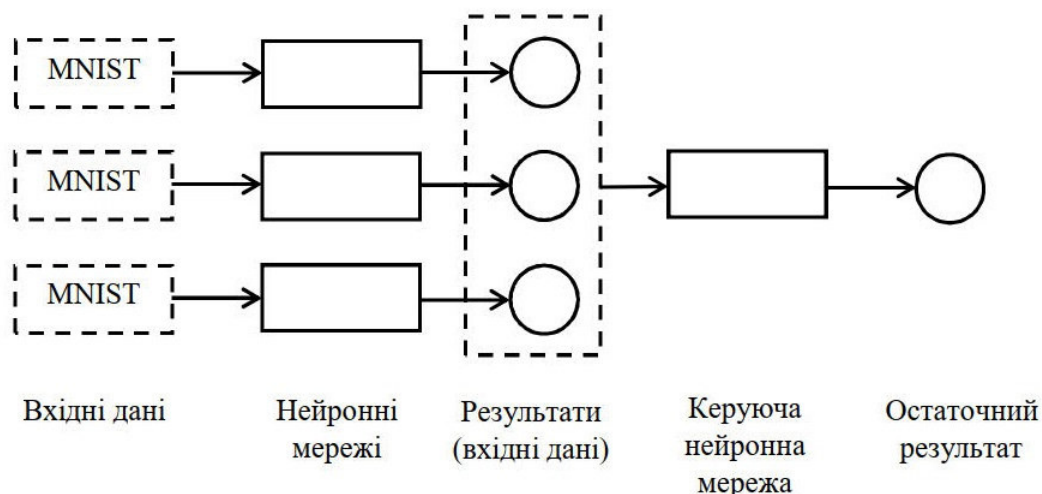 MNIST
MNIST
MNIST
Вхідні дані
Нейронні
мережі
Результати
(вхідні дані)
Керуюча
нейронна
мережа
Остаточний
результат